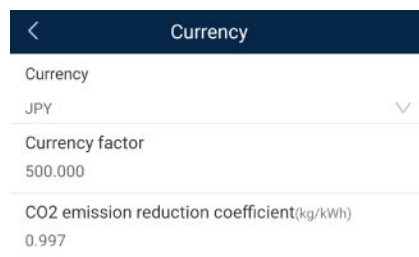 Currency
Currency
JPY
Currency factor
500.000
CO2 emission reduction coefficient(kg/kWh)
0.997